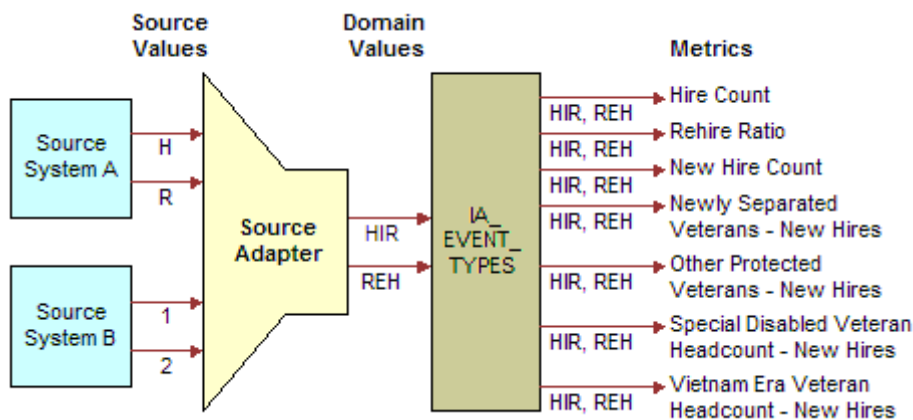 Source
Values
Domain
Values
Metrics
Source
System A
H
R
Source
System B
1
2
Source
Adapter
HIR
REH
IA_
EVENT_
TYPES
HIR, REH
Hire Count
HIR, REH
Rehire Ratio
HIR, REH
New Hire Count
HIR, REH
Newly Separated
Veterans - New Hires
HIR, REH
Other Protected
Veterans - New Hires
HIR, REH
Special Disabled Veteran
Headcount - New Hires
HIR, REH
Vietnam Era Veteran
Headcount - New Hires